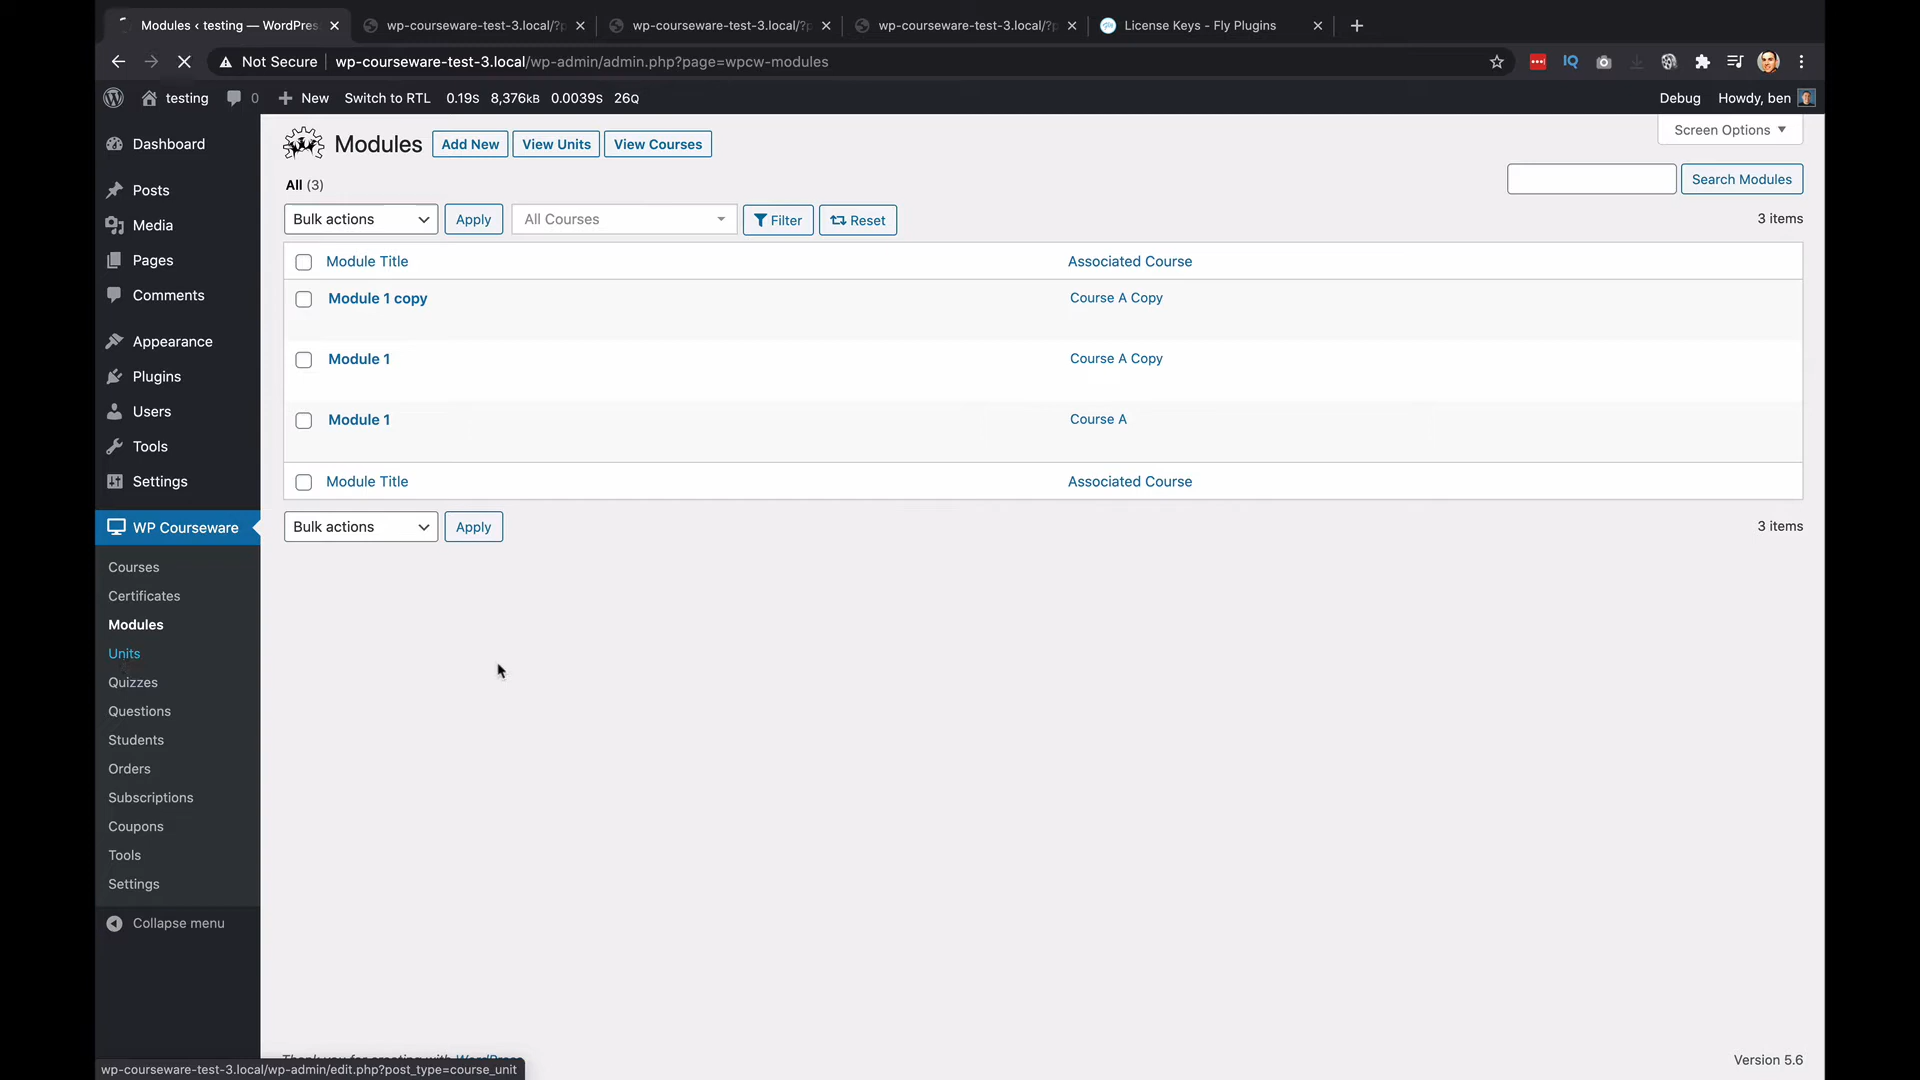 Modules ‹ testing — WordPres
wp-courseware-test-3.local/?p
wp-courseware-test-3.local/?p
wp-courseware-test-3.local/?p
License Keys - Fly Plugins
Not Secure
wp-courseware-test-3.local/wp-admin/admin.php?page=wpcw-modules
IQ
testing
0
New
Switch to RTL
0.19s 8,376kB 0.0039s 26Q
Debug
Howdy, ben
Dashboard
Posts
Media
Pages
Comments
Appearance
Plugins
Users
Tools
Settings
WP Courseware
Courses
Certificates
Modules
Units
Quizzes
Questions
Students
Orders
Subscriptions
Coupons
Tools
Settings
Collapse menu
Modules
Add New
View Units
View Courses
Screen Options
All (3)
Search Modules
Bulk actions
Apply
All Courses
Filter
Reset
3 items
Module Title
Associated Course
Module 1 copy
Course A Copy
Module 1
Course A Copy
Module 1
Course A
Module Title
Associated Course
Bulk actions
Apply
3 items
Thank you for creating with WordPress
Version 5.6
wp-courseware-test-3.local/wp-admin/edit.php?post_type=course_unit